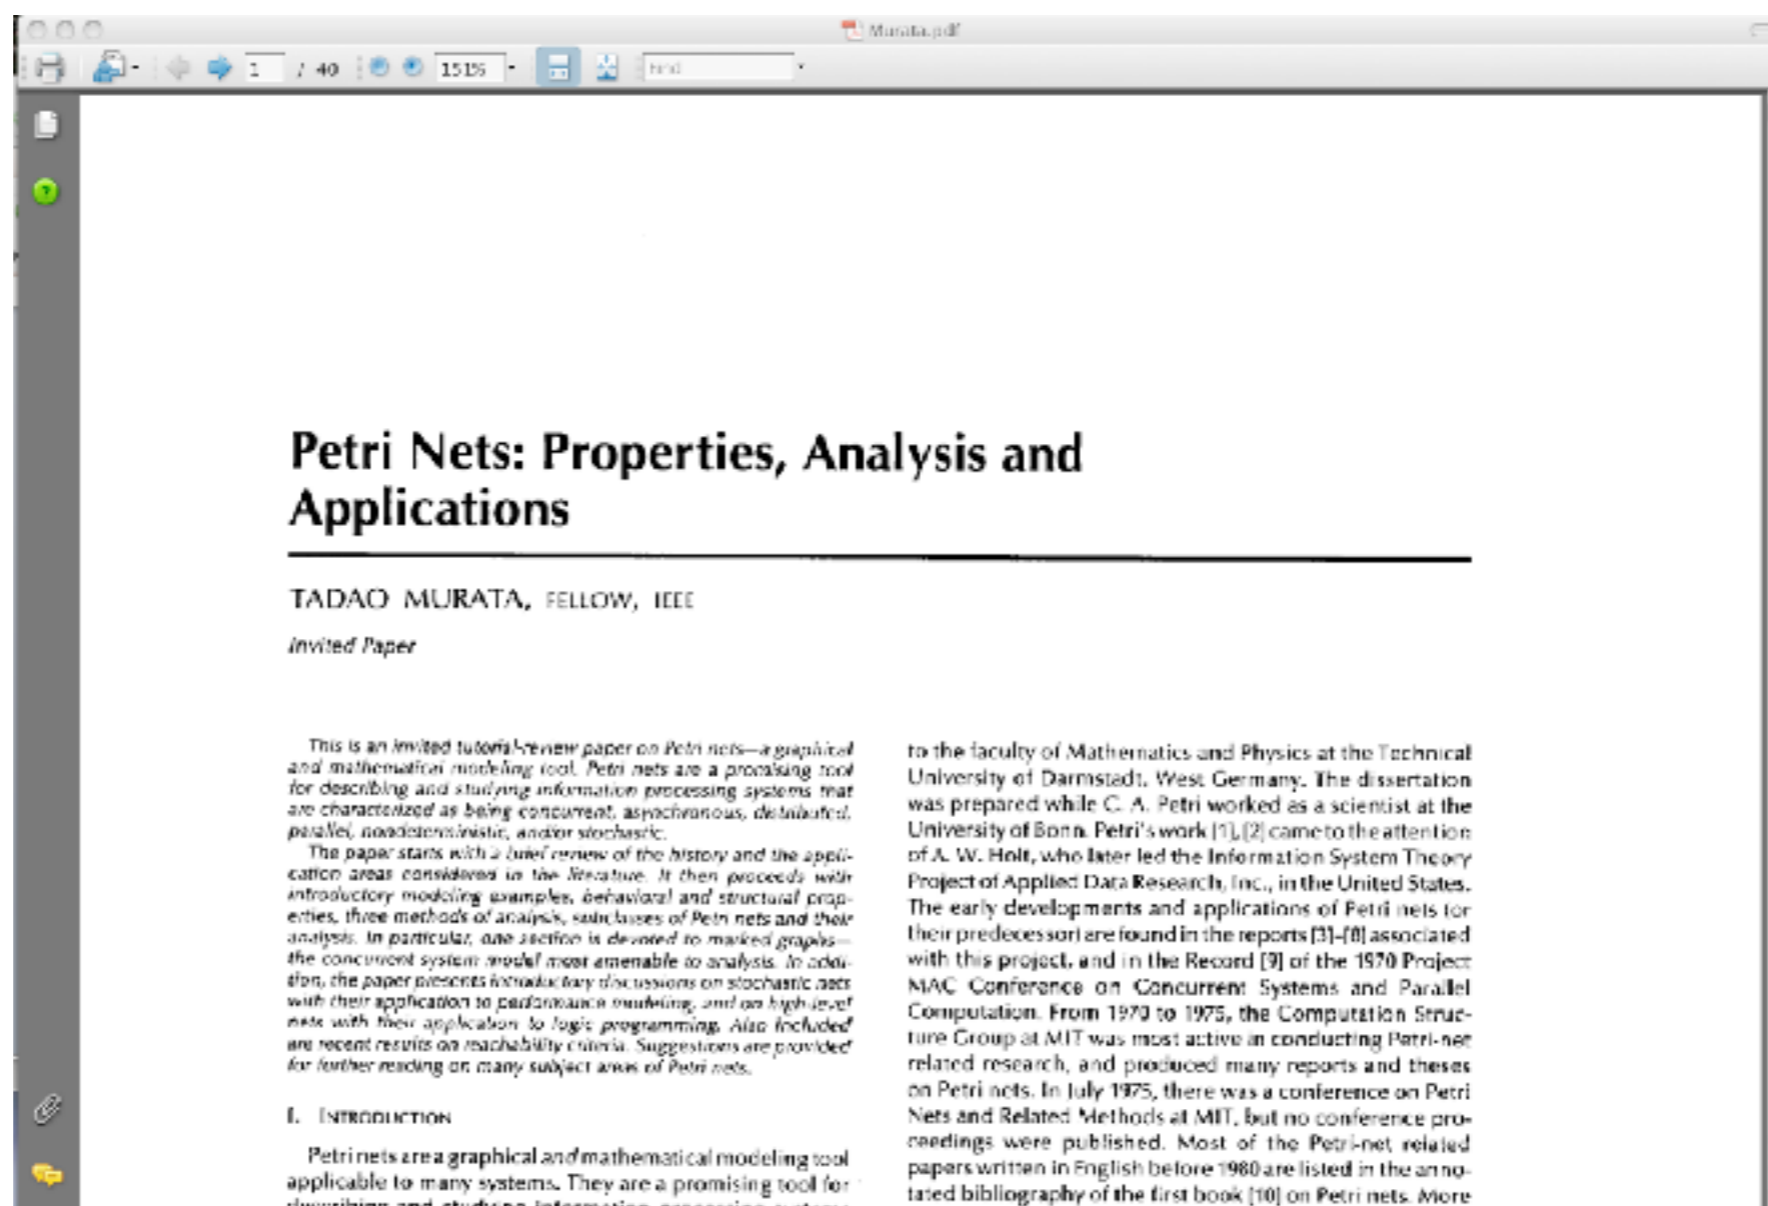 Murata.pdf
1 / 40 151% Find
Petri Nets: Properties, Analysis and
Applications
TADAO MURATA, FELLOW, IEEE
Invited Paper
This is an invited tutorial-review paper on Petri nets—a graphical
and mathematical modeling tool. Petri nets are a promising tool
for describing and studying information processing systems that
are characterized as being concurrent, asynchronous, distributed,
parallel, nondeterministic, and/or stochastic.
The paper starts with a brief review of the history and the appli-
cation areas considered in the literature. It then proceeds with
introductory modeling examples, behavioral and structural prop-
erties, three methods of analysis, subclasses of Petri nets and their
analysis. In particular, one section is devoted to marked graphs—
the concurrent system model most amenable to analysis. In addi-
tion, the paper presents introductory discussions on stochastic nets
with their application to performance modeling, and on high-level
nets with their application to logic programming. Also included
are recent results on reachability criteria. Suggestions are provided
for further reading on many subject areas of Petri nets.
I. INTRODUCTION
Petri nets are a graphical and mathematical modeling tool
applicable to many systems. They are a promising tool for
describing and studying information processing systems
to the faculty of Mathematics and Physics at the Technical
University of Darmstadt, West Germany. The dissertation
was prepared while C. A. Petri worked as a scientist at the
University of Bonn. Petri's work [1], [2] came to the attention
of A. W. Holt, who later led the Information System Theory
Project of Applied Data Research, Inc., in the United States.
The early developments and applications of Petri nets (or
their predecessor) are found in the reports [3]-[8] associated
with this project, and in the Record [9] of the 1970 Project
MAC Conference on Concurrent Systems and Parallel
Computation. From 1970 to 1975, the Computation Struc-
ture Group at MIT was most active in conducting Petri-net
related research, and produced many reports and theses
on Petri nets. In July 1975, there was a conference on Petri
Nets and Related Methods at MIT, but no conference pro-
ceedings were published. Most of the Petri-net related
papers written in English before 1980 are listed in the anno-
tated bibliography of the first book [10] on Petri nets. More